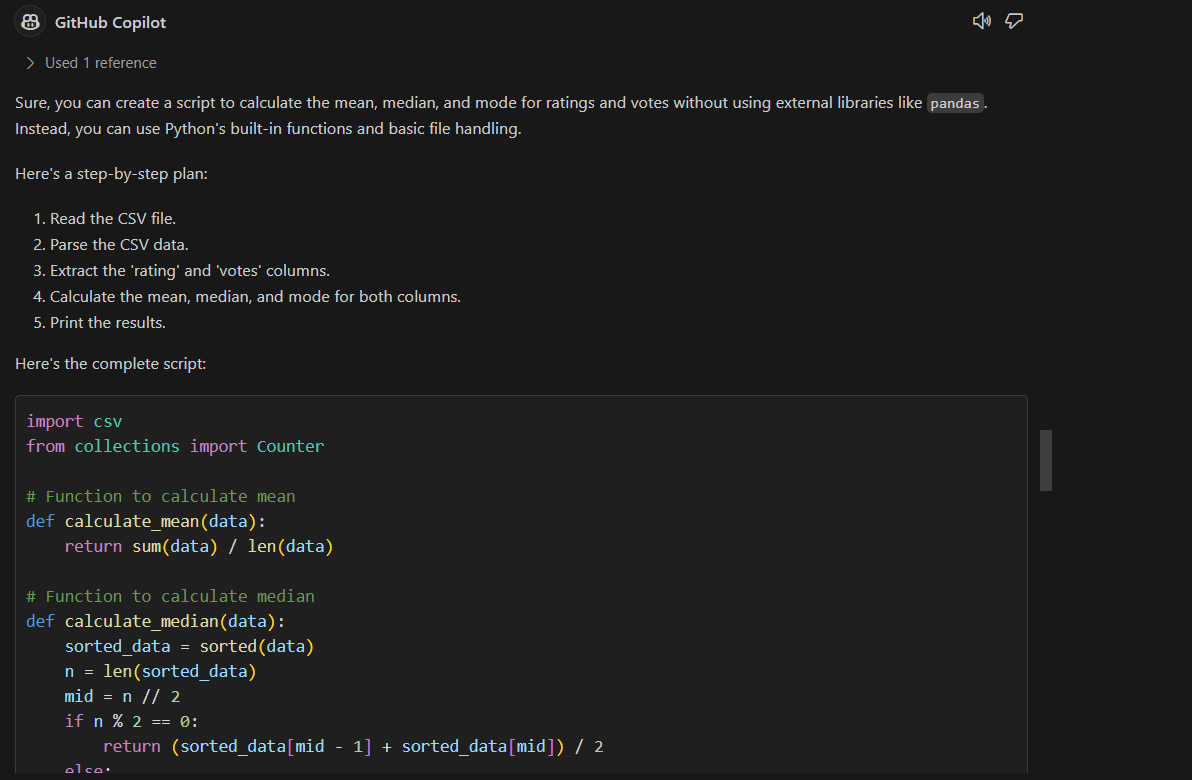 GitHub Copilot
Used 1 reference
Sure, you can create a script to calculate the mean, median, and mode for ratings and votes without using external libraries like pandas.
Instead, you can use Python's built-in functions and basic file handling.
Here's a step-by-step plan:
1. Read the CSV file.
2. Parse the CSV data.
3. Extract the 'rating' and 'votes' columns.
4. Calculate the mean, median, and mode for both columns.
5. Print the results.
Here's the complete script:
import csv
from collections import Counter
# Function to calculate mean
def calculate_mean(data):
    return sum(data) / len(data)
# Function to calculate median
def calculate_median(data):
    sorted_data = sorted(data)
    n = len(sorted_data)
    mid = n // 2
    if n % 2 == 0:
        return (sorted_data[mid - 1] + sorted_data[mid]) / 2
    else: